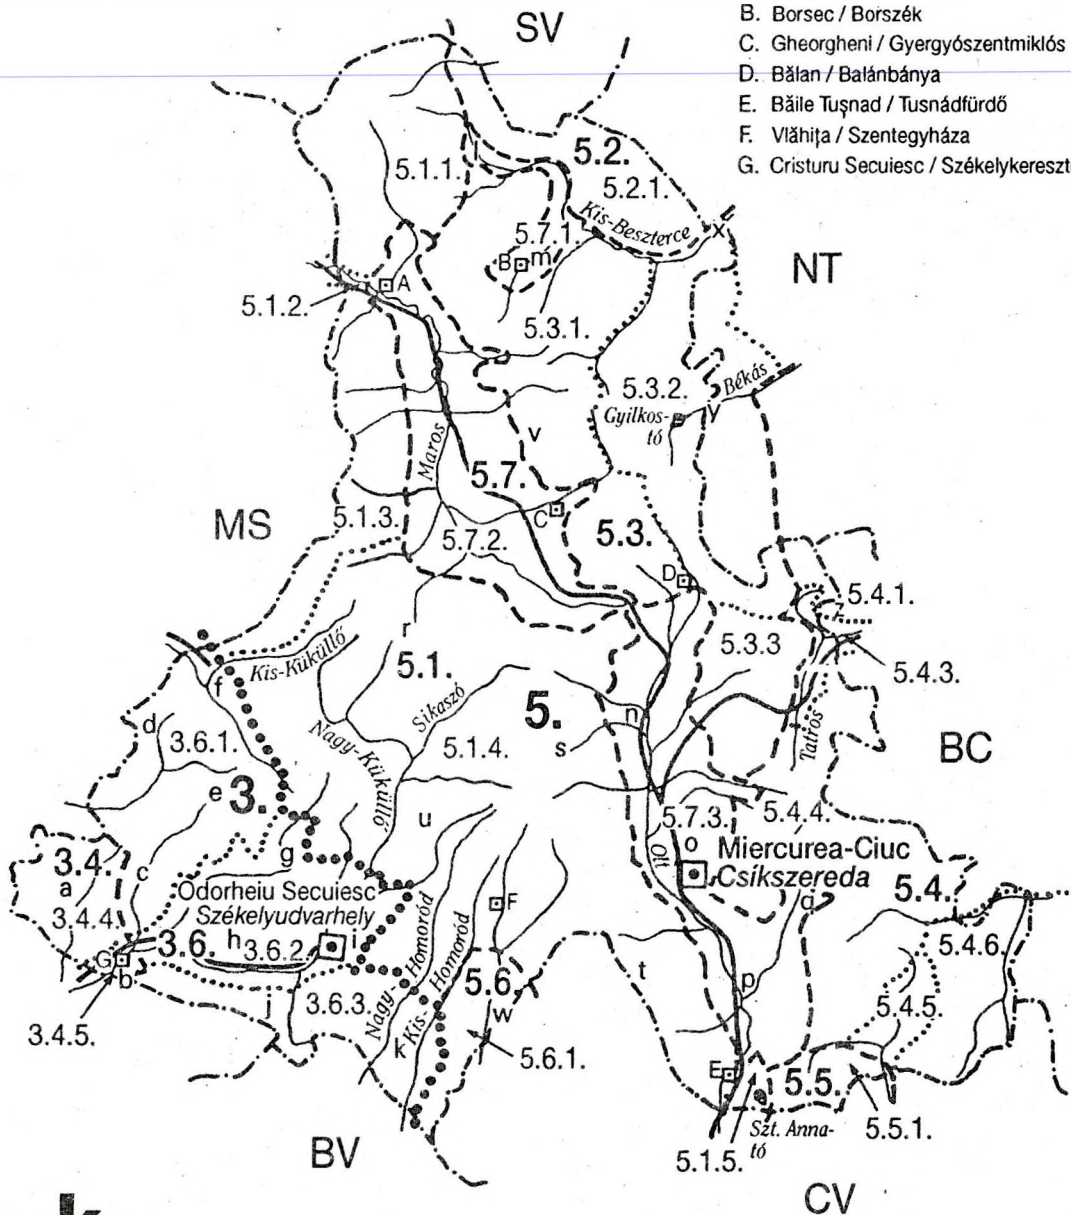 B. Borsec / Borszék
SV
C. Gheorgheni / Gyergyószentmiklós
D. Bălan / Balánbánya
E. Băile Tuşnad / Tusnádfürdő
F. Vlăhiţa / Szentegyháza
G. Cristuru Secuiesc /
5.2.
5.1.1.
l
5.2.1.
Kis-Beszterce
x
5.7.1.
B m
NT
A
5.1.2.
5.3.1.
5.3.2.
Békás
y
Gyilkos-
tó
v
Maros
5.7.
C
MS
5.1.3.
5.7.2.
5.3.
D
5.4.1.
z
5.3.3
5.4.3.
r
Kis-Küküllő
5.1.
f
Sikaszó
5.
n
d
3.6.1.
Nagy-Küküllő
5.1.4.
s
Tatros
BC
e
3.
5.7.3.
5.4.4.
u
Olt
o
Miercurea-Ciuc
Csíkszereda
3.4.
a
c
g
Odorheiu Secuiesc
Székelyudvarhely
3.4.4.
F
q
5.4.
G
b
3.6.
h
3.6.2.
i
5.4.6.
Nagy-Homoród
Kis-Homoród
5.6.
t
p
j
3.6.3.
w
5.4.5.
3.4.5.
k
5.6.1.
E
5.5.
Szt. Anna-
tó
5.5.1.
5.1.5.
BV
CV